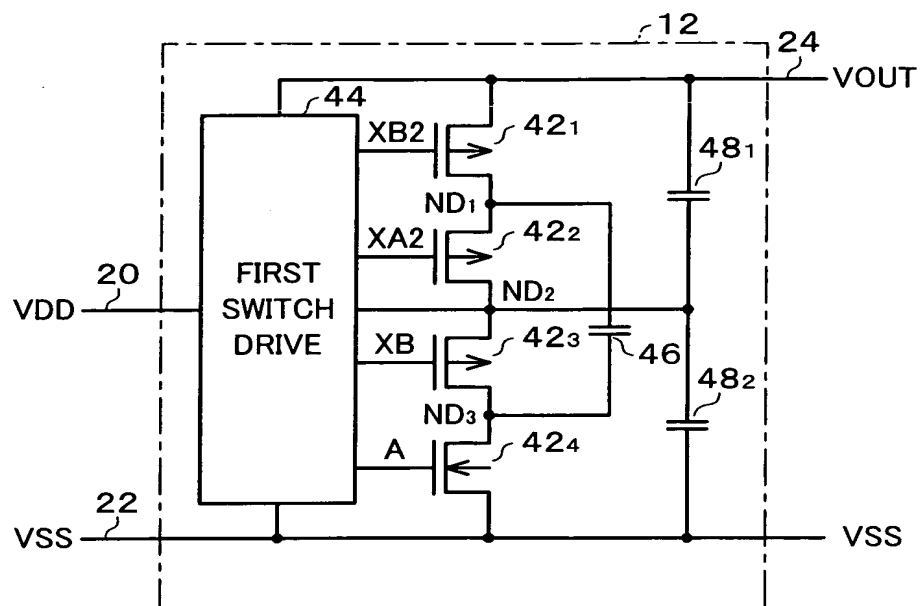 12
24
VOUT
44
XB2
42₁
48₁
ND₁
XA2
42₂
20
VDD
FIRST
SWITCH
DRIVE
ND₂
XB
42₃
46
48₂
ND₃
A
42₄
22
VSS
VSS